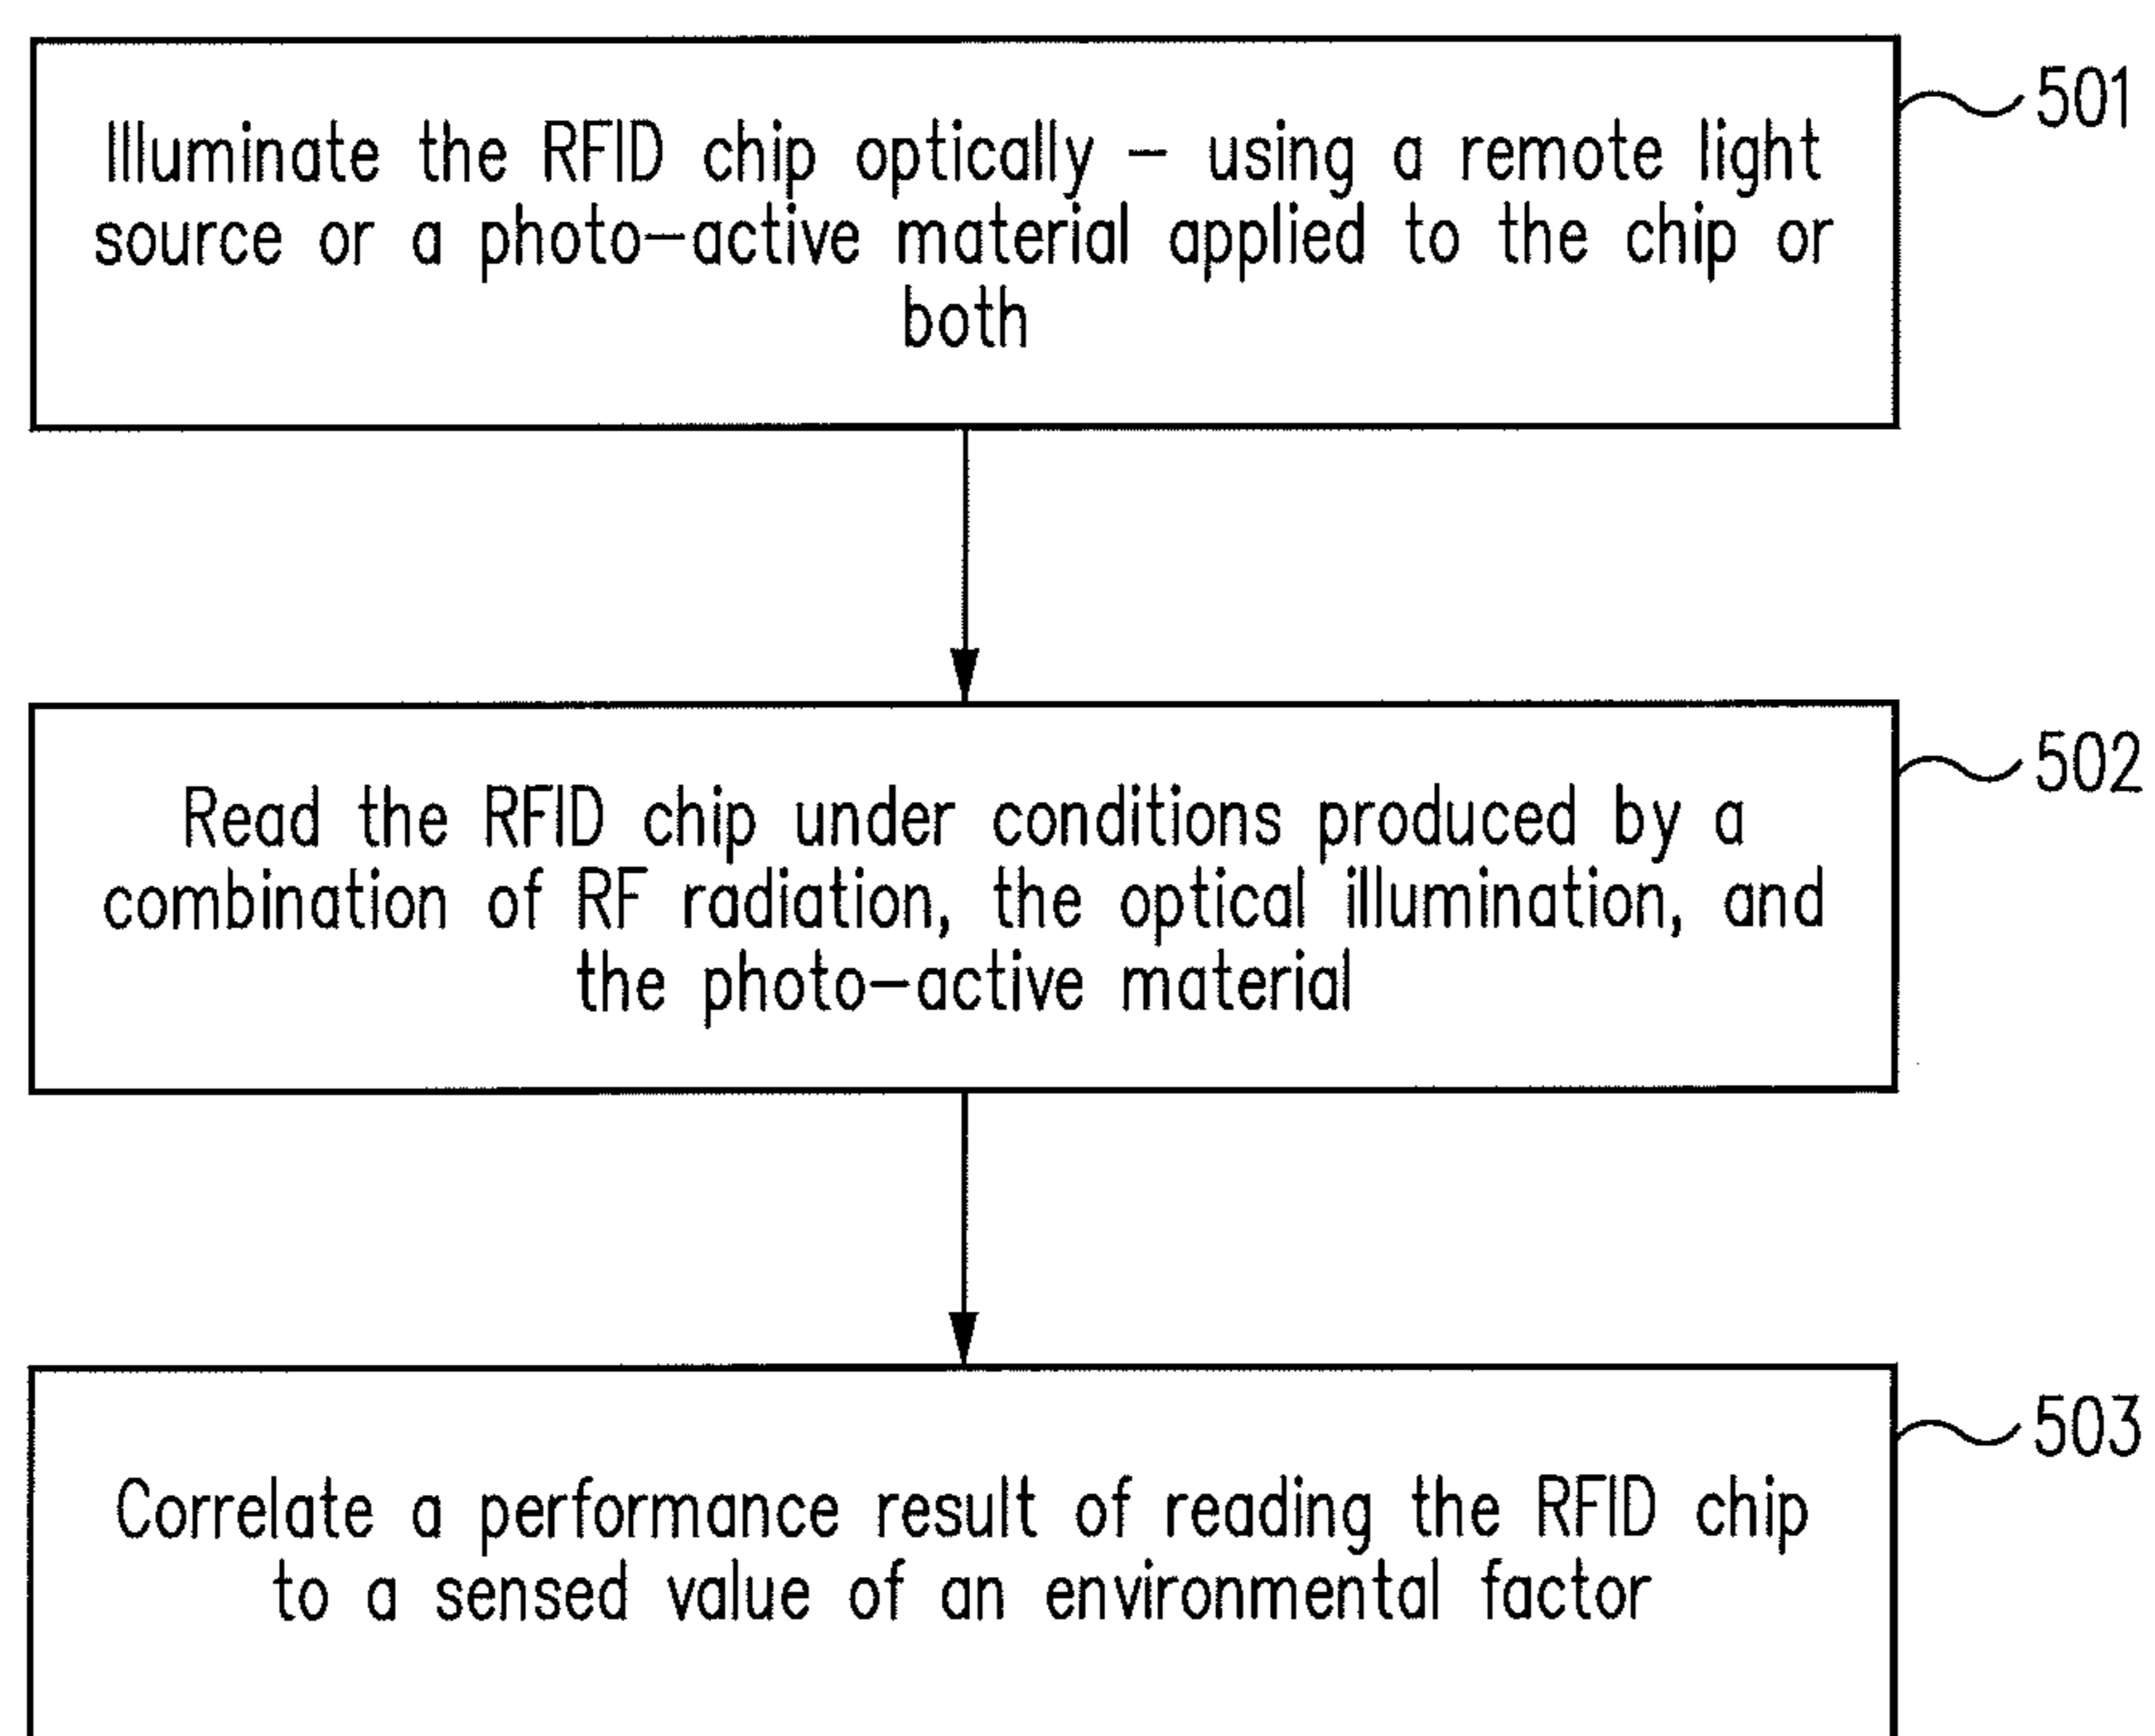 Illuminate the RFID chip optically – using a remote light
source or a photo–active material applied to the chip or
both
501
Read the RFID chip under conditions produced by a
combination of RF radiation, the optical illumination, and
the photo–active material
502
Correlate a performance result of reading the RFID chip
to a sensed value of an environmental factor
503